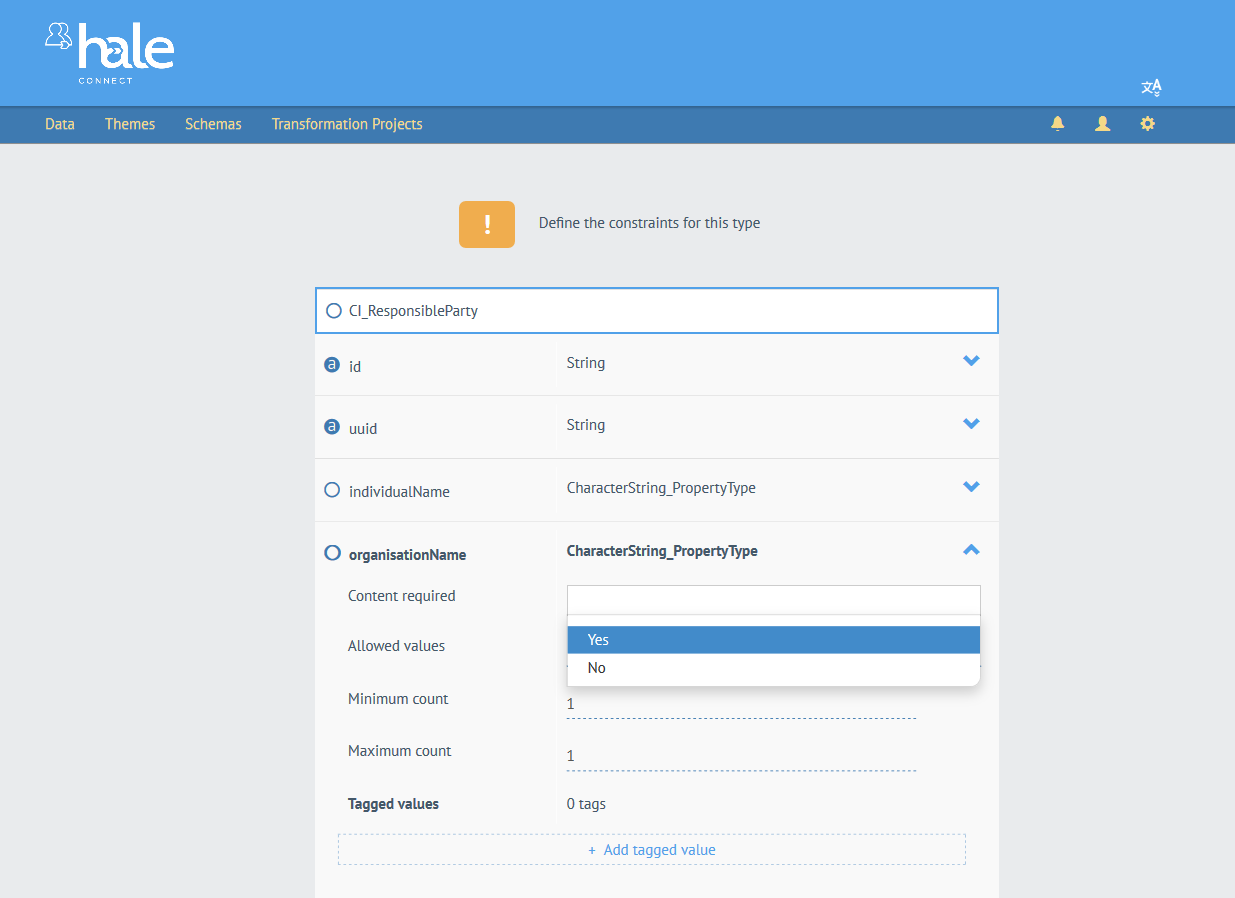 hale
CONNECT
文A
Data Themes Schemas Transformation Projects
! Define the constraints for this type
CI_ResponsibleParty
a id String
a uuid String
individualName CharacterString_PropertyType
organisationName CharacterString_PropertyType
Content required
Yes
Allowed values
No
Minimum count 1
Maximum count 1
Tagged values 0 tags
+ Add tagged value